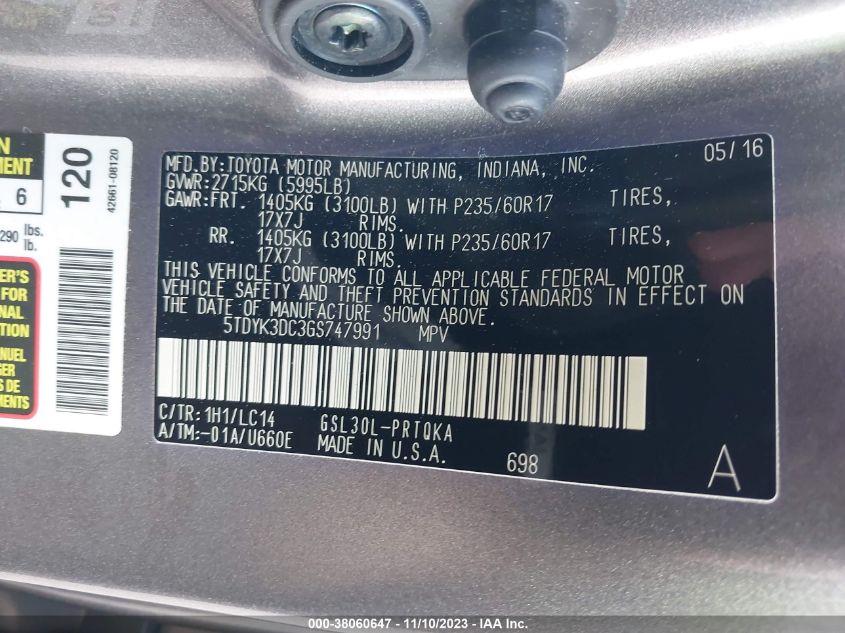 MFD.BY:TOYOTA MOTOR MANUFACTURING, INDIANA, INC. 05/16
GVWR:2715KG (5995LB)
GAWR:FRT. 1405KG (3100LB) WITH P235/60R17 TIRES,
17X7J RIMS.
RR. 1405KG (3100LB) WITH P235/60R17 TIRES,
17X7J RIMS.
THIS VEHICLE CONFORMS TO ALL APPLICABLE FEDERAL MOTOR
VEHICLE SAFETY AND THEFT PREVENTION STANDARDS IN EFFECT ON
THE DATE OF MANUFACTURE SHOWN ABOVE.
5TDYK3DC3GS747991 MPV
C/TR:1H1/LC14 GSL30L-PRTQKA
A/TM:-01A/U660E MADE IN U.S.A. 698 A
6
120
42661-08120
290 lbs.
lb.
FOR
000-38060647 - 11/10/2023 - IAA Inc.